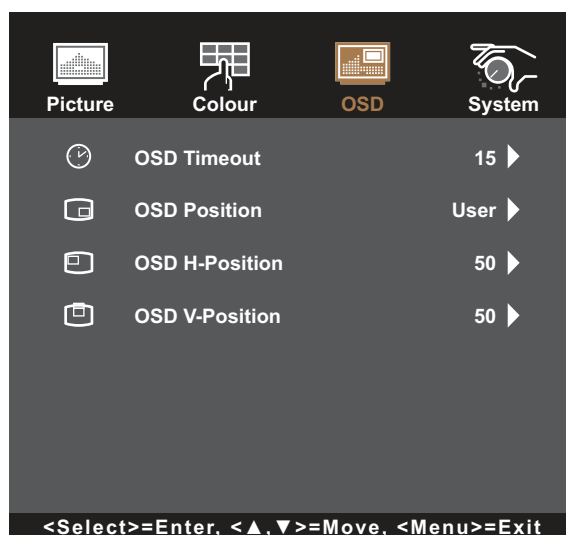 Picture Colour OSD System
OSD Timeout 15
OSD Position User
OSD H-Position 50
OSD V-Position 50
<Select>=Enter, <▲,▼>=Move, <Menu>=Exit